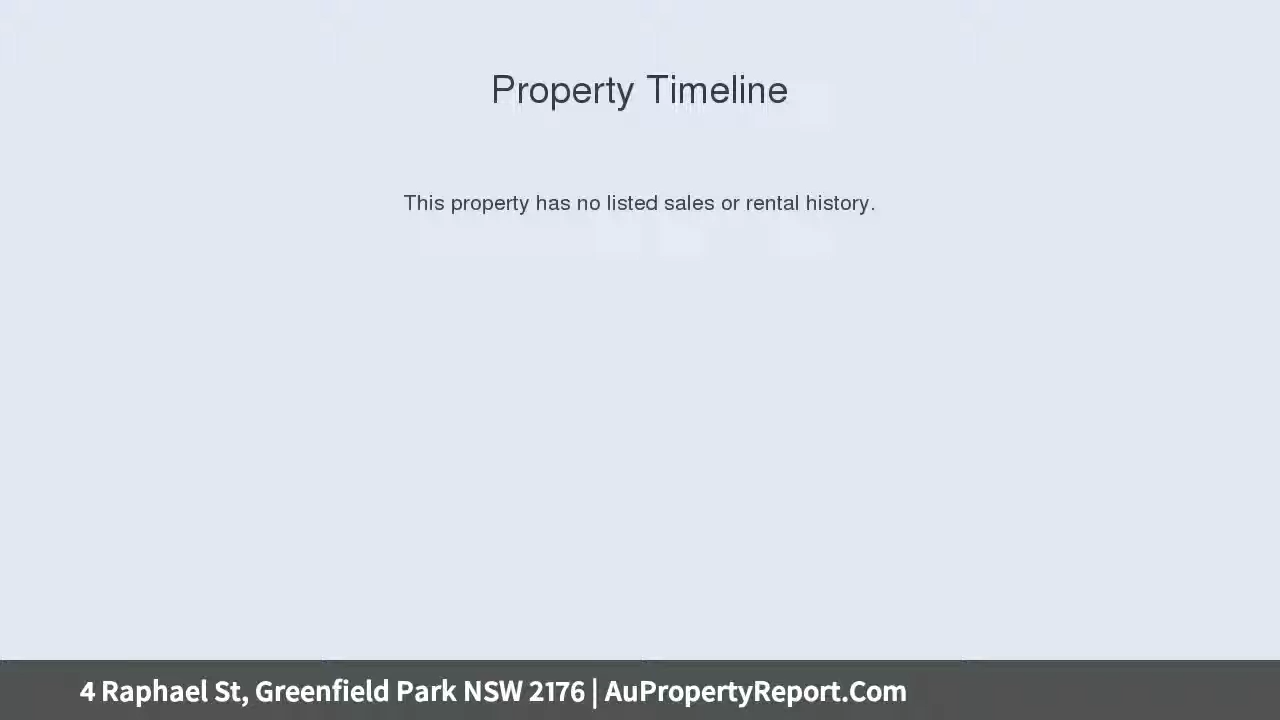 Property Timeline
This property has no listed sales or rental history.
4 Raphael St, Greenfield Park NSW 2176 | AuPropertyReport.Com